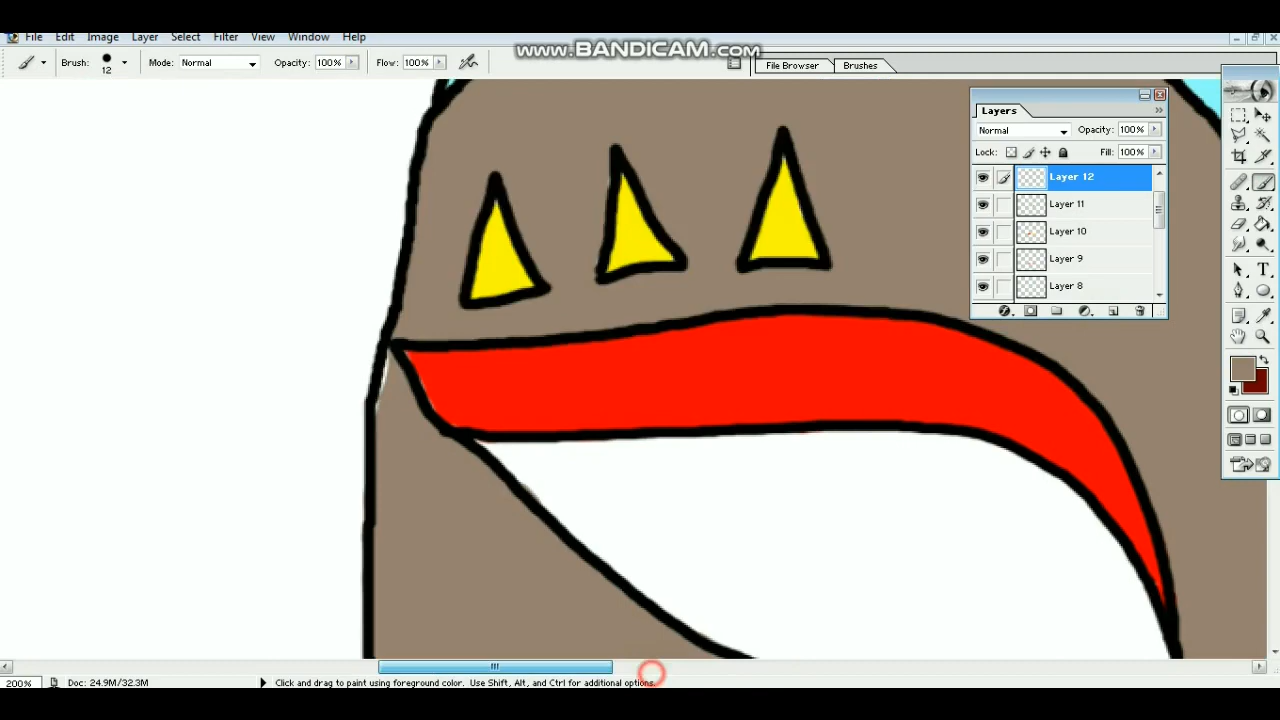 File Edit Image Layer Select Filter View Window Help
www.BANDICAM.com
Brush: 12 Mode: Normal Opacity: 100% Flow: 100%
File Browser Brushes
Layers
Normal Opacity: 100%
Lock: Fill: 100%
Layer 12
Layer 11
Layer 10
Layer 9
Layer 8
200% Doc: 24.9M/32.3M Click and drag to paint using foreground color. Use Shift, Alt, and Ctrl for additional options.